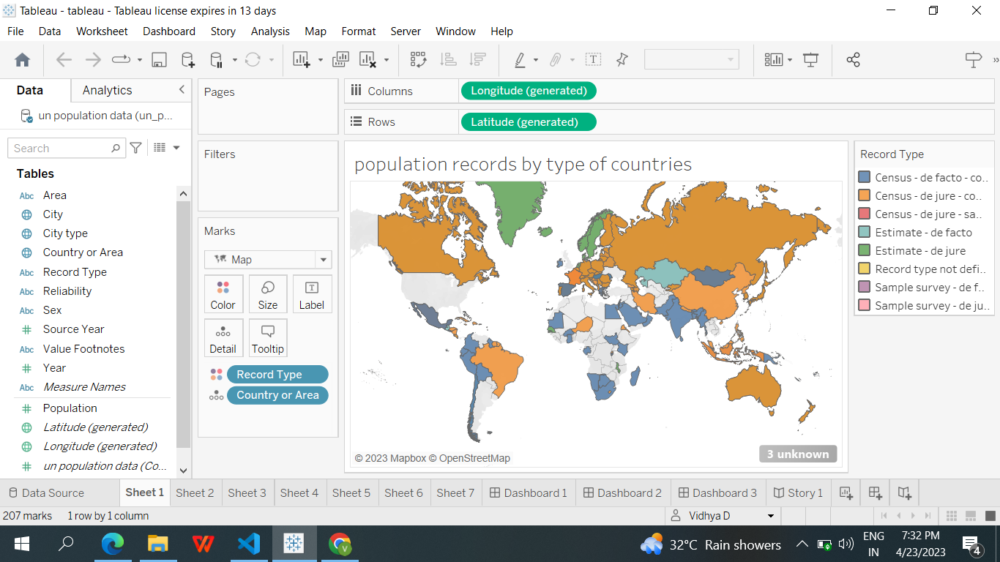 Tableau - tableau - Tableau license expires in 13 days
File Data Worksheet Dashboard Story Analysis Map Format Server Window Help
Data Analytics
un population data (un_p...
Search
Tables
Abc Area
City
City type
Country or Area
Abc Record Type
Abc Reliability
Abc Sex
# Source Year
Abc Value Footnotes
# Year
Abc Measure Names
# Population
Latitude (generated)
Longitude (generated)
# un population data (Co...
Pages
Filters
Marks
Map
Color Size Label
Detail Tooltip
Record Type
Country or Area
Columns Longitude (generated)
Rows Latitude (generated)
population records by type of countries
© 2023 Mapbox © OpenStreetMap
3 unknown
Record Type
Census - de facto - co..
Census - de jure - co..
Census - de jure - sa..
Estimate - de facto
Estimate - de jure
Record type not defi..
Sample survey - de f..
Sample survey - de ju..
Data Source Sheet 1 Sheet 2 Sheet 3 Sheet 4 Sheet 5 Sheet 6 Sheet 7 Dashboard 1 Dashboard 2 Dashboard 3 Story 1
207 marks 1 row by 1 column Vidhya D
32°C Rain showers
ENG
IN
7:32 PM
4/23/2023
4